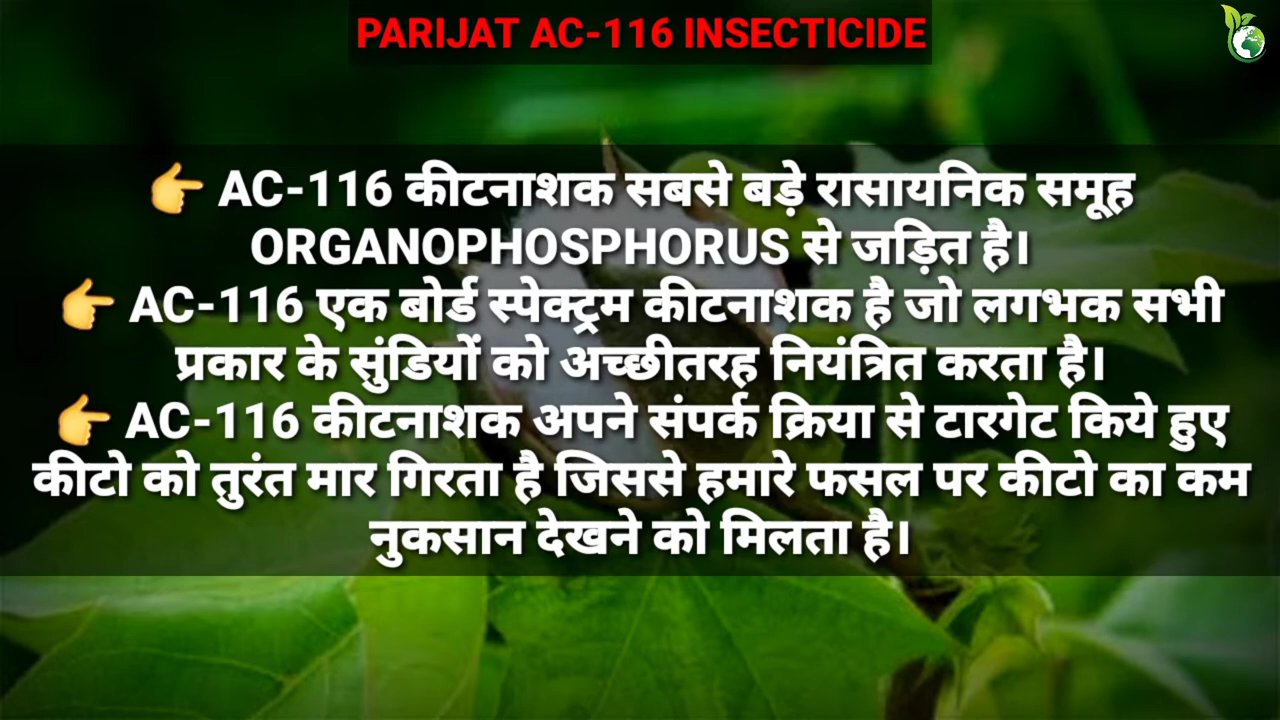 PARIJAT AC-116 INSECTICIDE
👉 AC-116 कीटनाशक सबसे बड़े रासायनिक समूह
ORGANOPHOSPHORUS से जड़ित है।
👉 AC-116 एक बोर्ड स्पेक्ट्रम कीटनाशक है जो लगभक सभी
प्रकार के सुंडियों को अच्छीतरह नियंत्रित करता है।
👉 AC-116 कीटनाशक अपने संपर्क क्रिया से टारगेट किये हुए
कीटो को तुरंत मार गिरता है जिससे हमारे फसल पर कीटो का कम
नुकसान देखने को मिलता है।